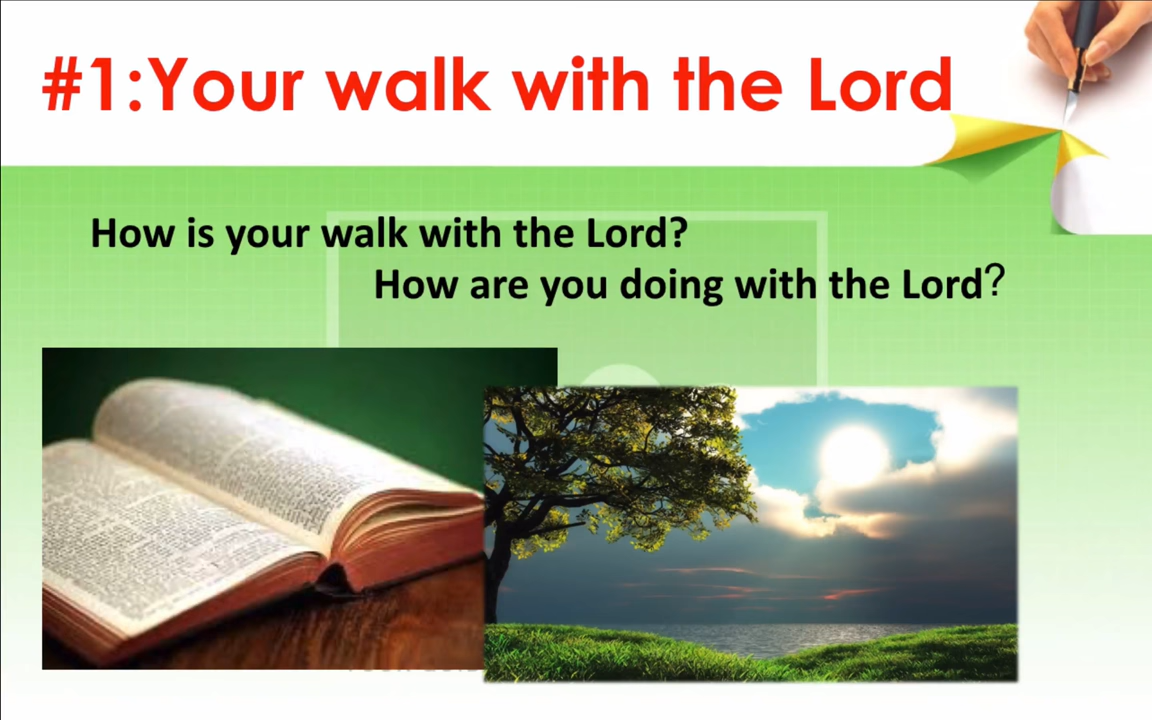 #1:Your walk with the Lord
How is your walk with the Lord?
How are you doing with the Lord?